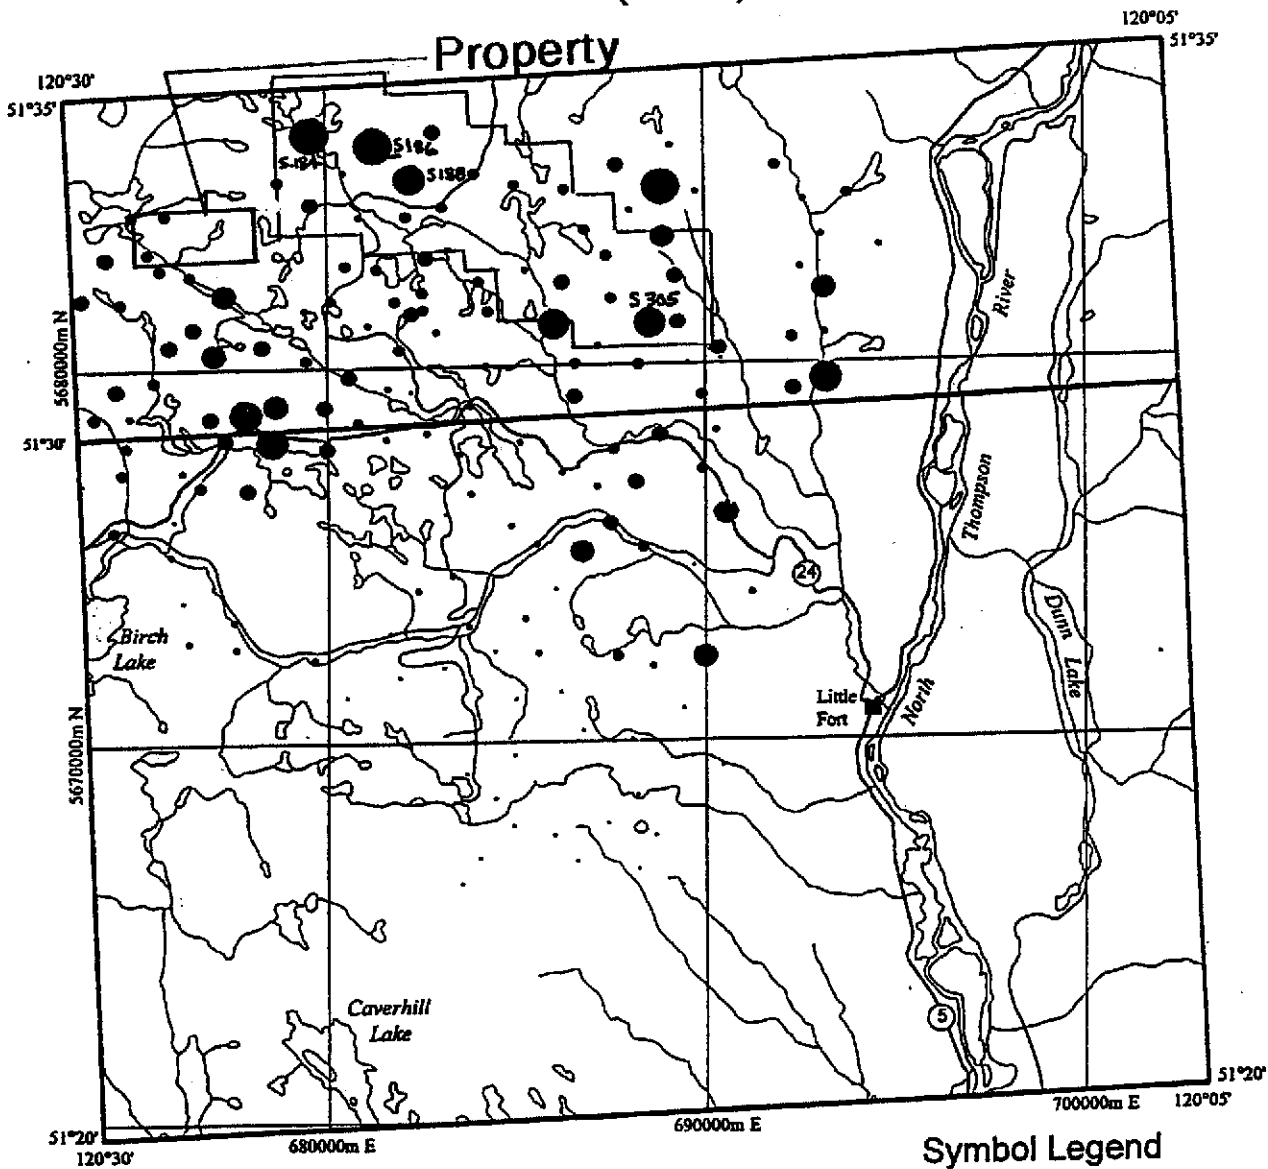 Property
120°05'
51°35'
120°30'
51°35'
S186
S188
S305
River
5680000m N
51°30'
Thompson
24
Birch
Lake
Dunn
Lake
Little
Fort
North
5670000m N
Caverhill
Lake
5
51°20'
120°30'
680000m E
690000m E
700000m E
120°05'
51°20'
Symbol Legend